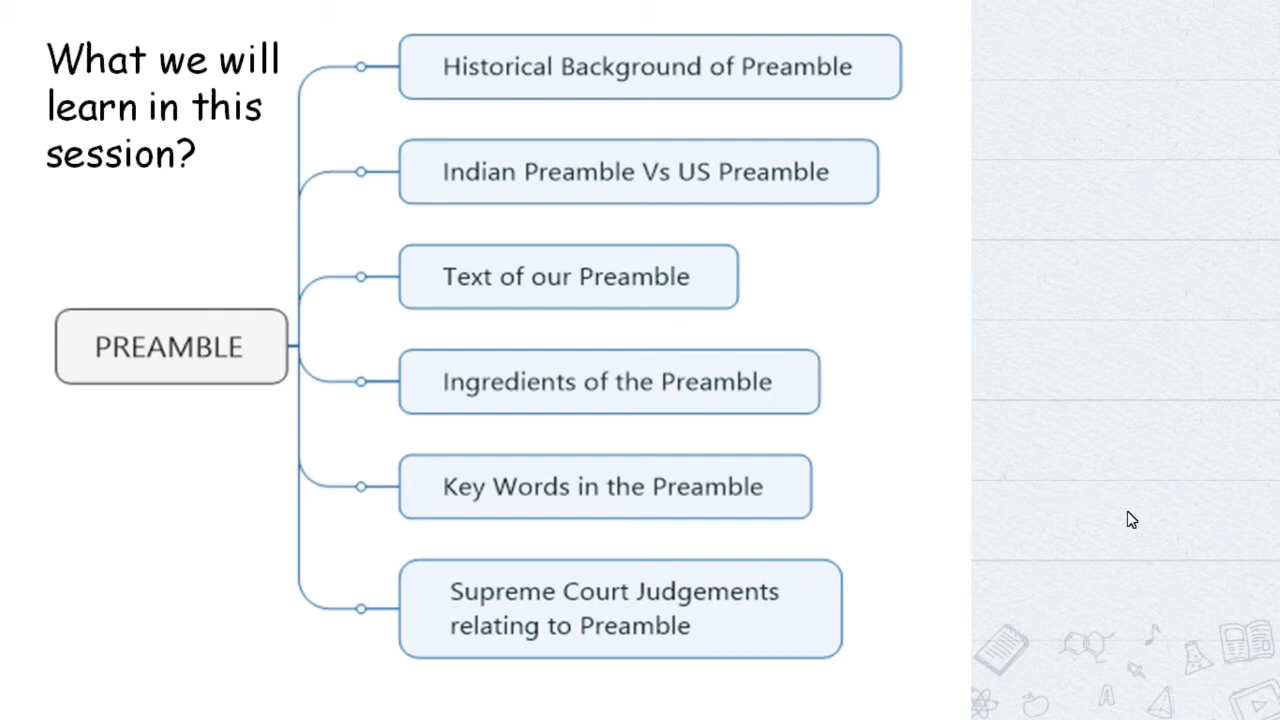 What we will
learn in this
session?
PREAMBLE
Historical Background of Preamble
Indian Preamble Vs US Preamble
Text of our Preamble
Ingredients of the Preamble
Key Words in the Preamble
Supreme Court Judgements
relating to Preamble
A